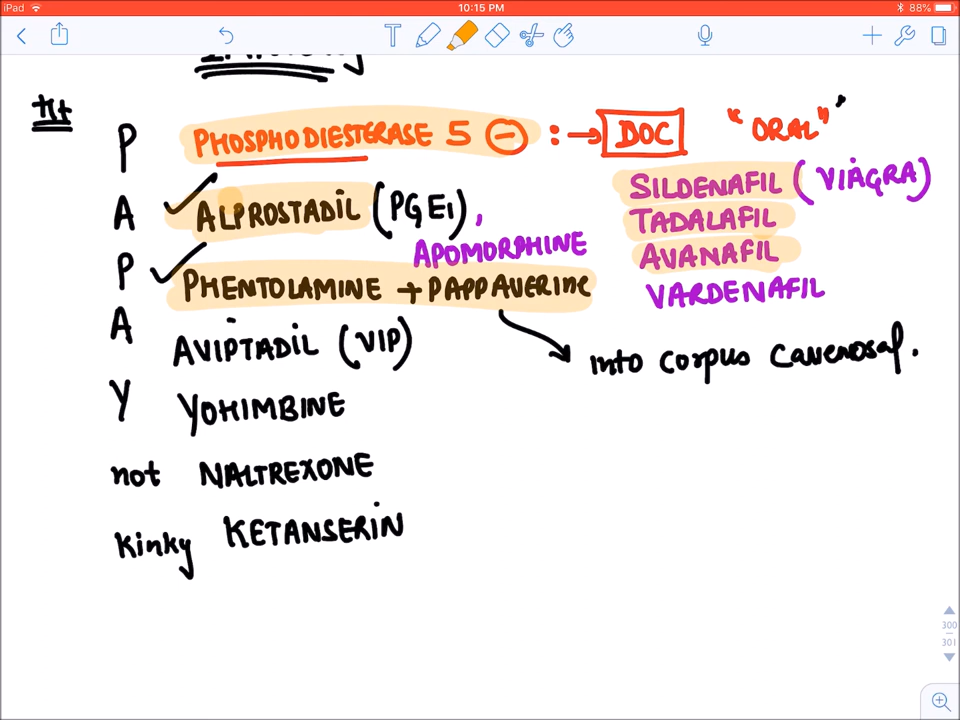 iPad 10:15 PM 88%
T
ttt
P PHOSPHODIESTERASE 5 (-) : → DOC "ORAL"
A ALPROSTADIL (PGE1), APOMORPHINE
SILDENAFIL (VIAGRA)
TADALAFIL
AVANAFIL
VARDENAFIL
P PHENTOLAMINE + PAPPAVERINE
into corpus cavernosal.
A AVIPTADIL (VIP)
Y YOHIMBINE
not NALTREXONE
kinky KETANSERIN
300
301